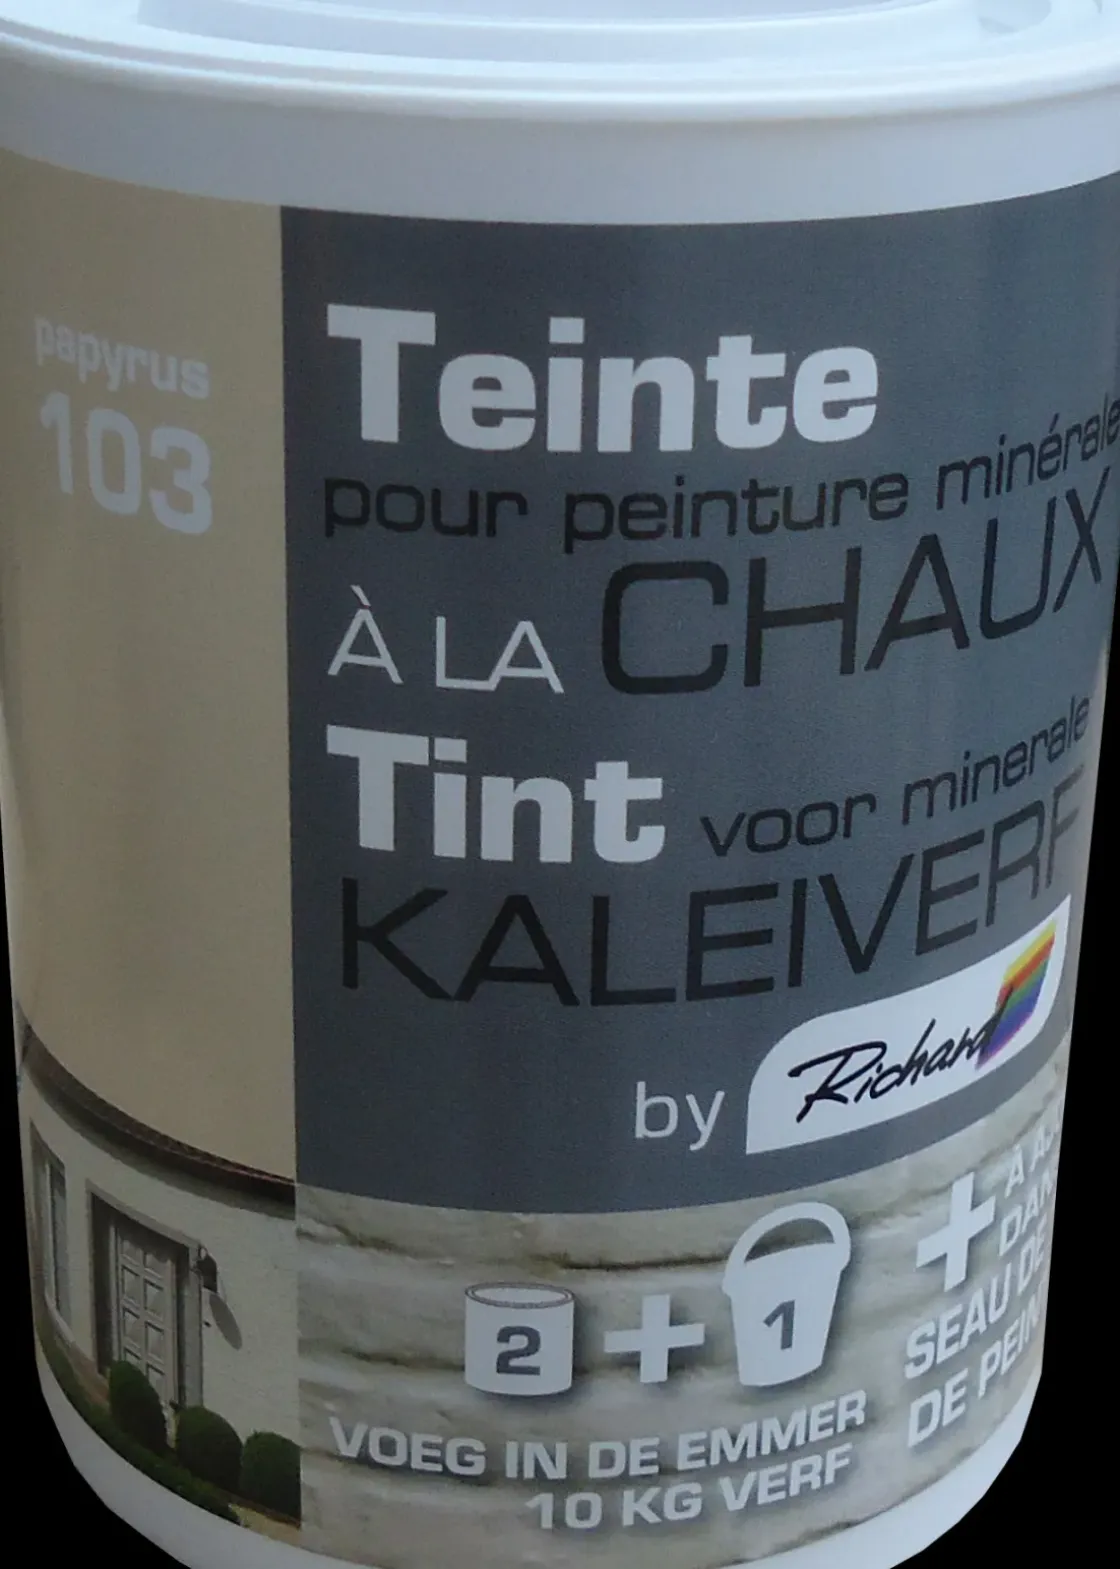 papyrus
103
Teinte
pour peinture minérale
À LA CHAUX
Tint voor minerale
KALEIVERF
by Richard
2 + 1
VOEG IN DE EMMER
10 KG VERF
+ À
SEAU DE
DE